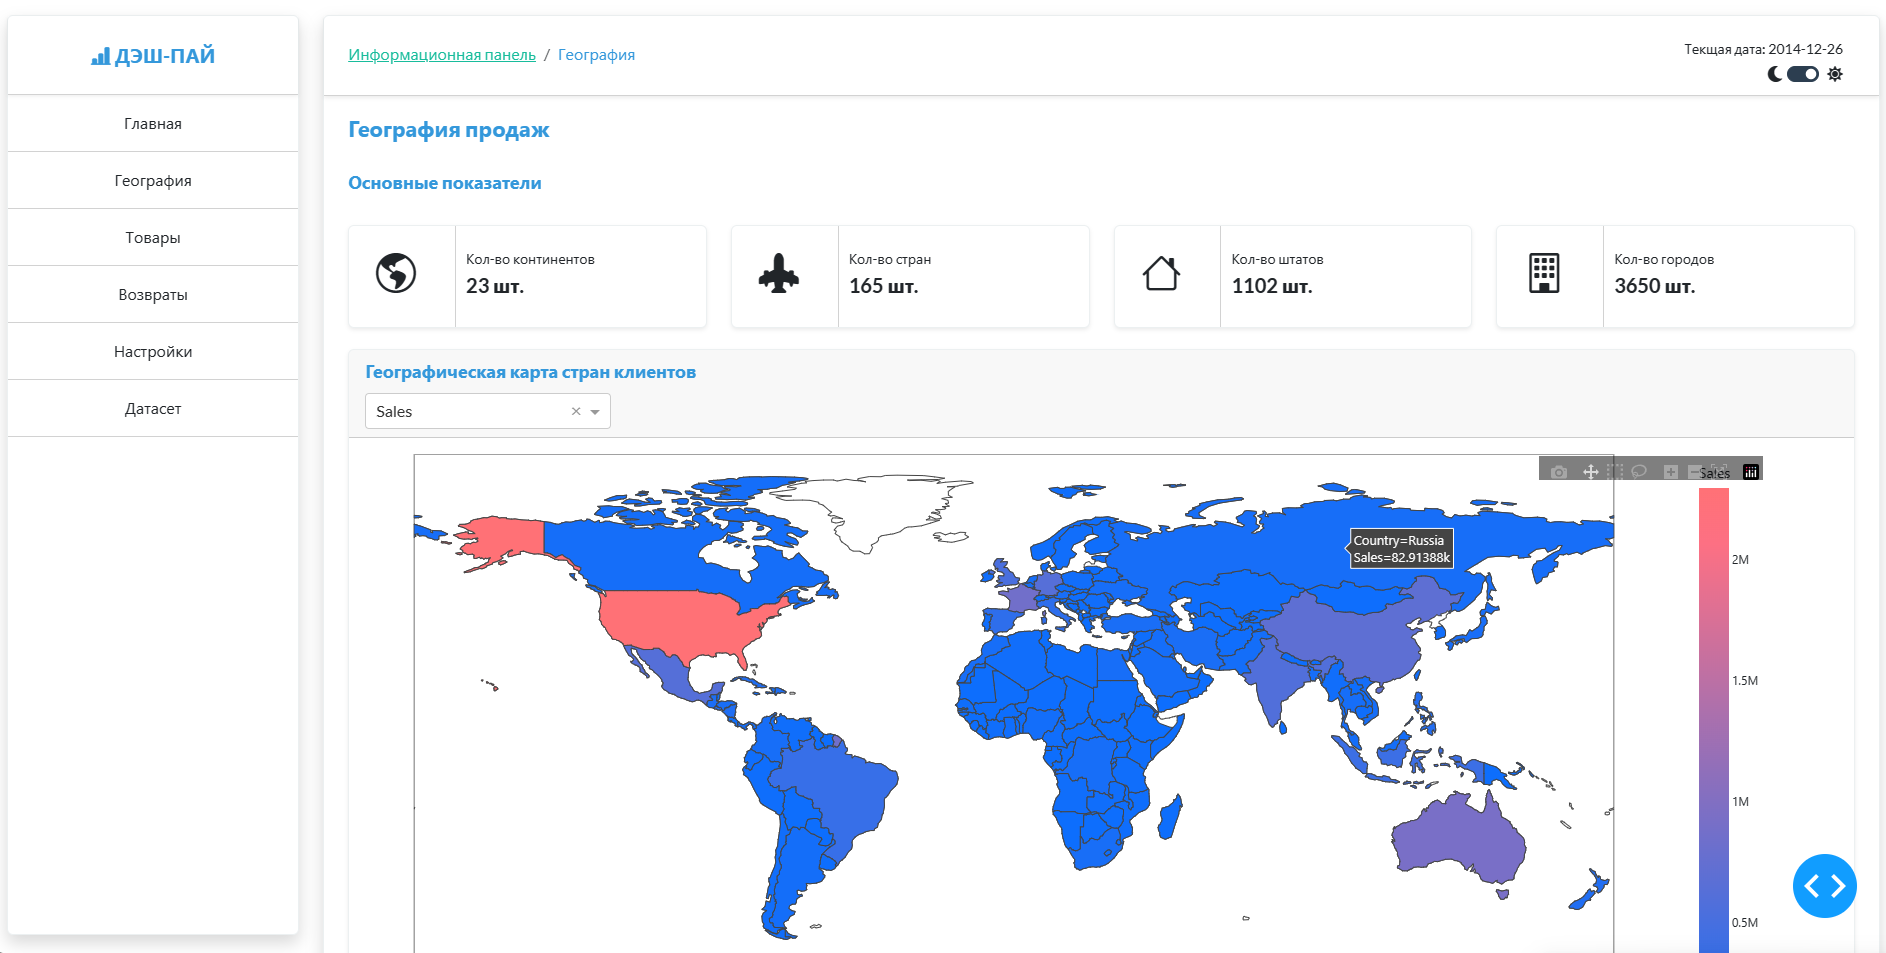 ДЭШ-ПАЙ
Главная
География
Товары
Возвраты
Настройки
Датасет
Информационная панель / География
Текщая дата: 2014-12-26
География продаж
Основные показатели
Кол-во континентов
23 шт.
Кол-во стран
165 шт.
Кол-во штатов
1102 шт.
Кол-во городов
3650 шт.
Географическая карта стран клиентов
Sales
Sales
Country=Russia
Sales=82.91388k
2M
1.5M
1M
0.5M